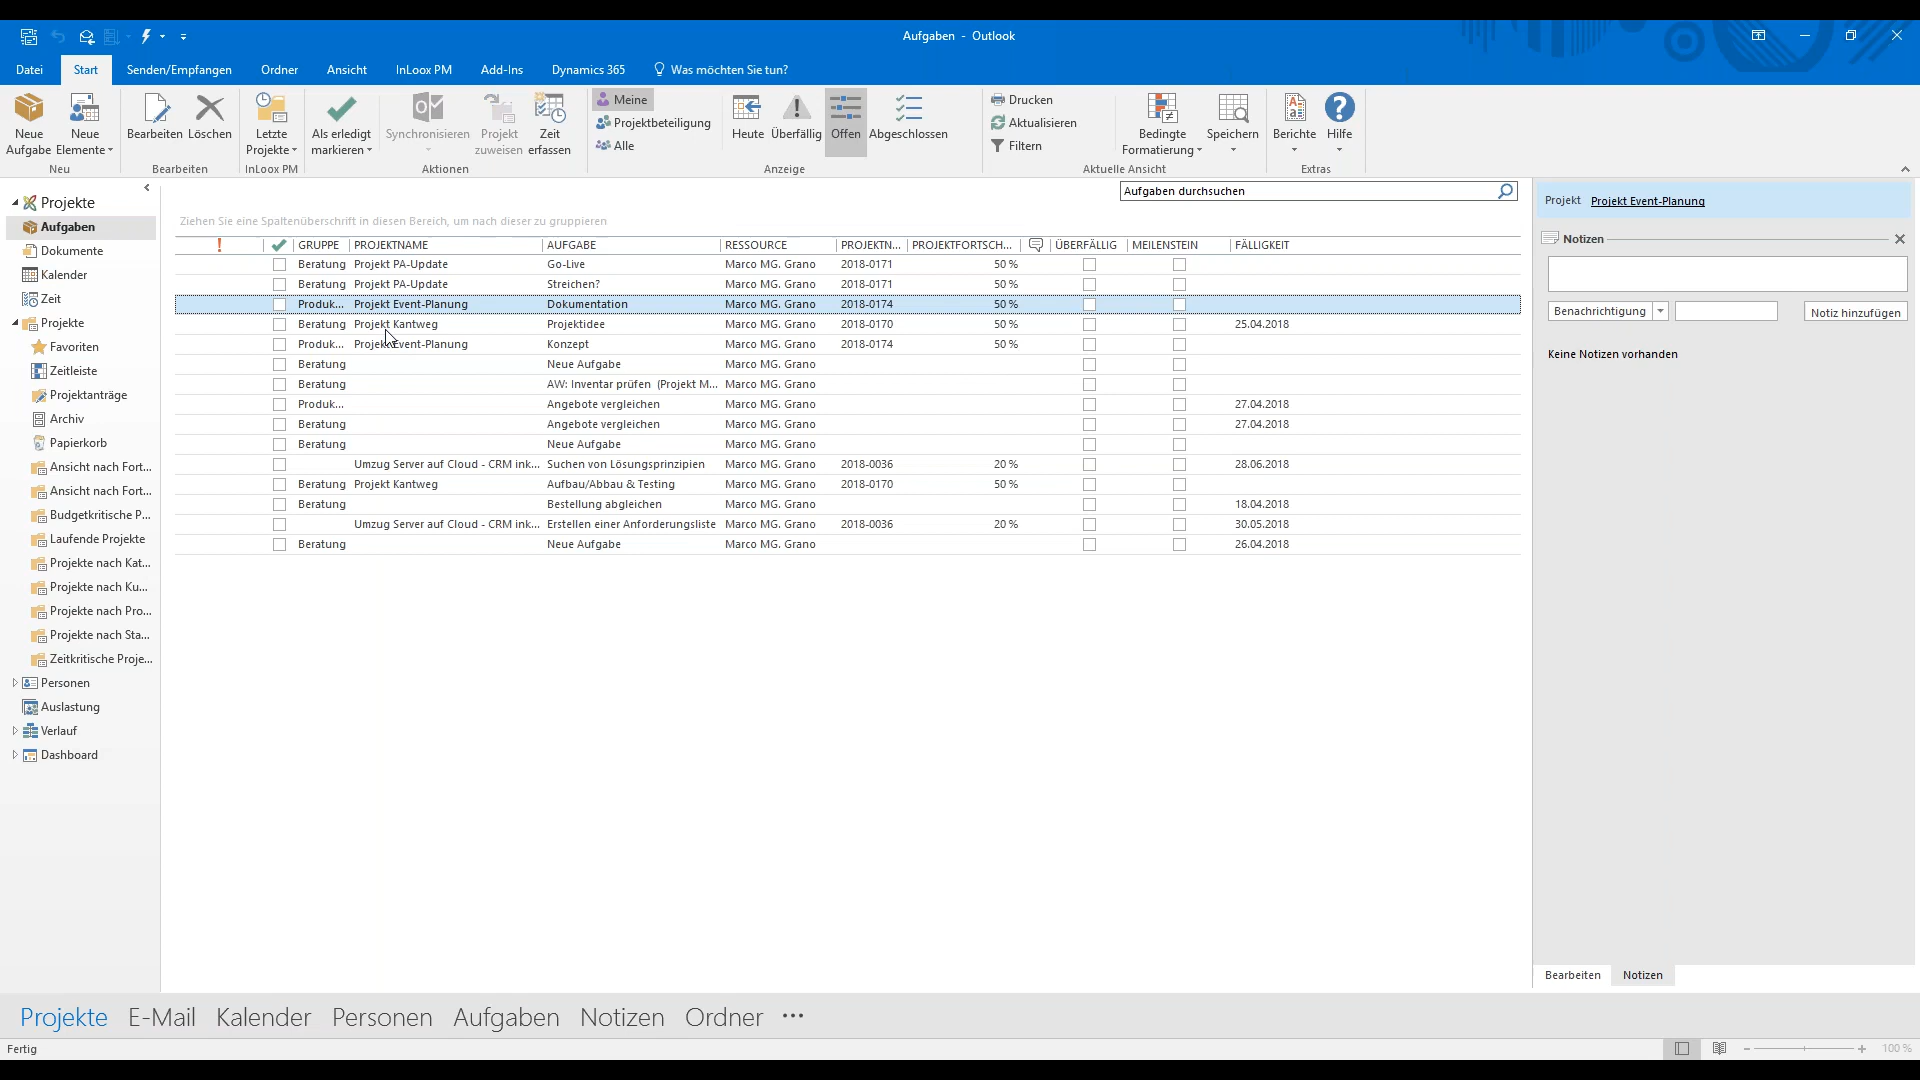 Aufgaben - Outlook
Datei Start Senden/Empfangen Ordner Ansicht InLoox PM Add-Ins Dynamics 365 Was möchten Sie tun?
Neue Aufgabe
Neue Elemente
Neu
Bearbeiten
Löschen
Bearbeiten
Letzte Projekte
InLoox PM
Als erledigt markieren
Synchronisieren
Projekt zuweisen
Zeit erfassen
Aktionen
Meine
Projektbeteiligung
Alle
Heute
Überfällig
Offen
Abgeschlossen
Anzeige
Drucken
Aktualisieren
Filtern
Bedingte Formatierung
Speichern
Aktuelle Ansicht
Berichte
Hilfe
Extras
Projekte
Aufgaben
Dokumente
Kalender
Zeit
Projekte
Favoriten
Zeitleiste
Projektanträge
Archiv
Papierkorb
Ansicht nach Fort...
Ansicht nach Fort...
Budgetkritische P...
Laufende Projekte
Projekte nach Kat...
Projekte nach Ku...
Projekte nach Pro...
Projekte nach Sta...
Zeitkritische Proje...
Personen
Auslastung
Verlauf
Dashboard
Aufgaben durchsuchen
Ziehen Sie eine Spaltenüberschrift in diesen Bereich, um nach dieser zu gruppieren
! GRUPPE PROJEKTNAME AUFGABE RESSOURCE PROJEKTN... PROJEKTFORTSCH... ÜBERFÄLLIG MEILENSTEIN FÄLLIGKEIT
Beratung Projekt PA-Update Go-Live Marco MG. Grano 2018-0171 50 %
Beratung Projekt PA-Update Streichen? Marco MG. Grano 2018-0171 50 %
Produk... Projekt Event-Planung Dokumentation Marco MG. Grano 2018-0174 50 %
Beratung Projekt Kantweg Projektidee Marco MG. Grano 2018-0170 50 % 25.04.2018
Produk... Projekt Event-Planung Konzept Marco MG. Grano 2018-0174 50 %
Beratung Neue Aufgabe Marco MG. Grano
Beratung AW: Inventar prüfen (Projekt M... Marco MG. Grano
Produk... Angebote vergleichen Marco MG. Grano 27.04.2018
Beratung Angebote vergleichen Marco MG. Grano 27.04.2018
Beratung Neue Aufgabe Marco MG. Grano
Umzug Server auf Cloud - CRM ink... Suchen von Lösungsprinzipien Marco MG. Grano 2018-0036 20 % 28.06.2018
Beratung Projekt Kantweg Aufbau/Abbau & Testing Marco MG. Grano 2018-0170 50 %
Beratung Bestellung abgleichen Marco MG. Grano 18.04.2018
Umzug Server auf Cloud - CRM ink... Erstellen einer Anforderungsliste Marco MG. Grano 2018-0036 20 % 30.05.2018
Beratung Neue Aufgabe Marco MG. Grano 26.04.2018
Projekt Projekt Event-Planung
Notizen
Benachrichtigung
Notiz hinzufügen
Keine Notizen vorhanden
Bearbeiten Notizen
Projekte E-Mail Kalender Personen Aufgaben Notizen Ordner ...
Fertig
100 %